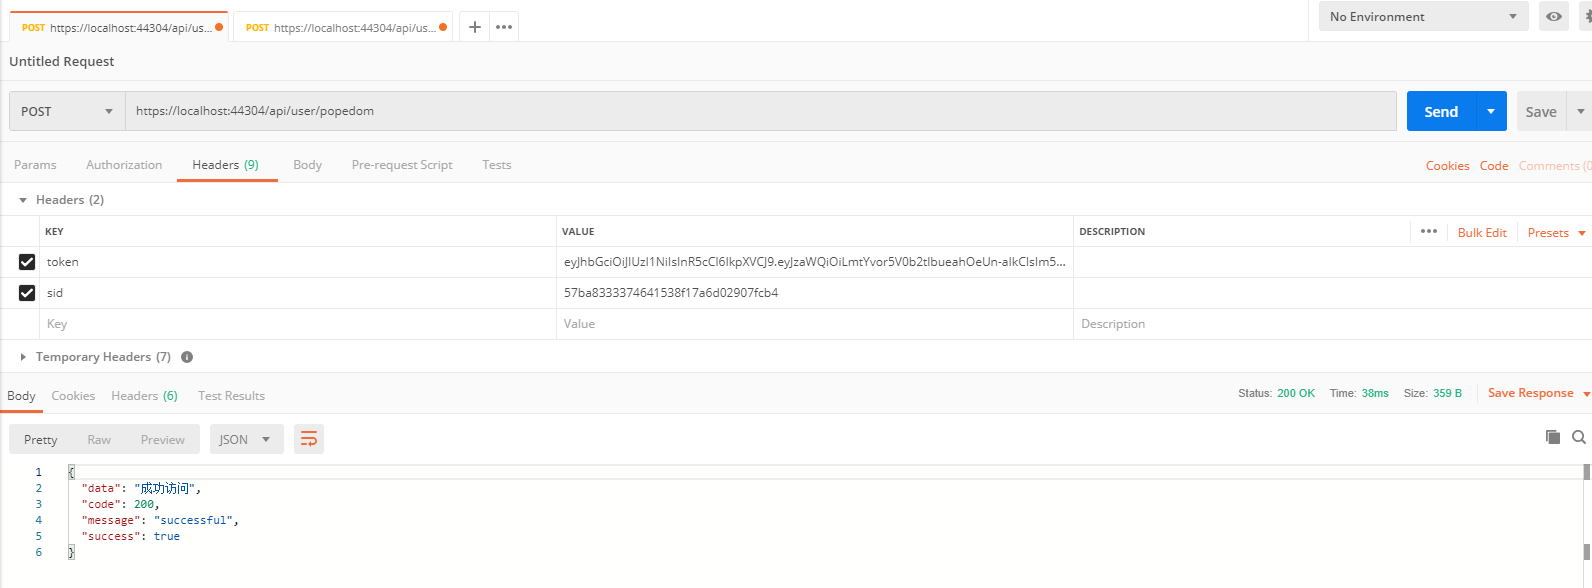 POST https://localhost:44304/api/us...
POST https://localhost:44304/api/us...
No Environment
Untitled Request
POST
https://localhost:44304/api/user/popedom
Send
Save
Params Authorization Headers (9) Body Pre-request Script Tests
Cookies Code Comments (0
Headers (2)
KEY VALUE DESCRIPTION
Bulk Edit Presets
token eyJhbGciOiJIUzI1NiIsInR5cCI6IkpXVCJ9.eyJzaWQiOiLmtYvor5V0b2tlbueahOeUn-aIkCIsIm5...
sid 57ba8333374641538f17a6d02907fcb4
Key Value Description
Temporary Headers (7)
Body Cookies Headers (6) Test Results
Status: 200 OK Time: 38ms Size: 359 B Save Response
Pretty Raw Preview JSON
1 {
2 "data": "成功访问",
3 "code": 200,
4 "message": "successful",
5 "success": true
6 }